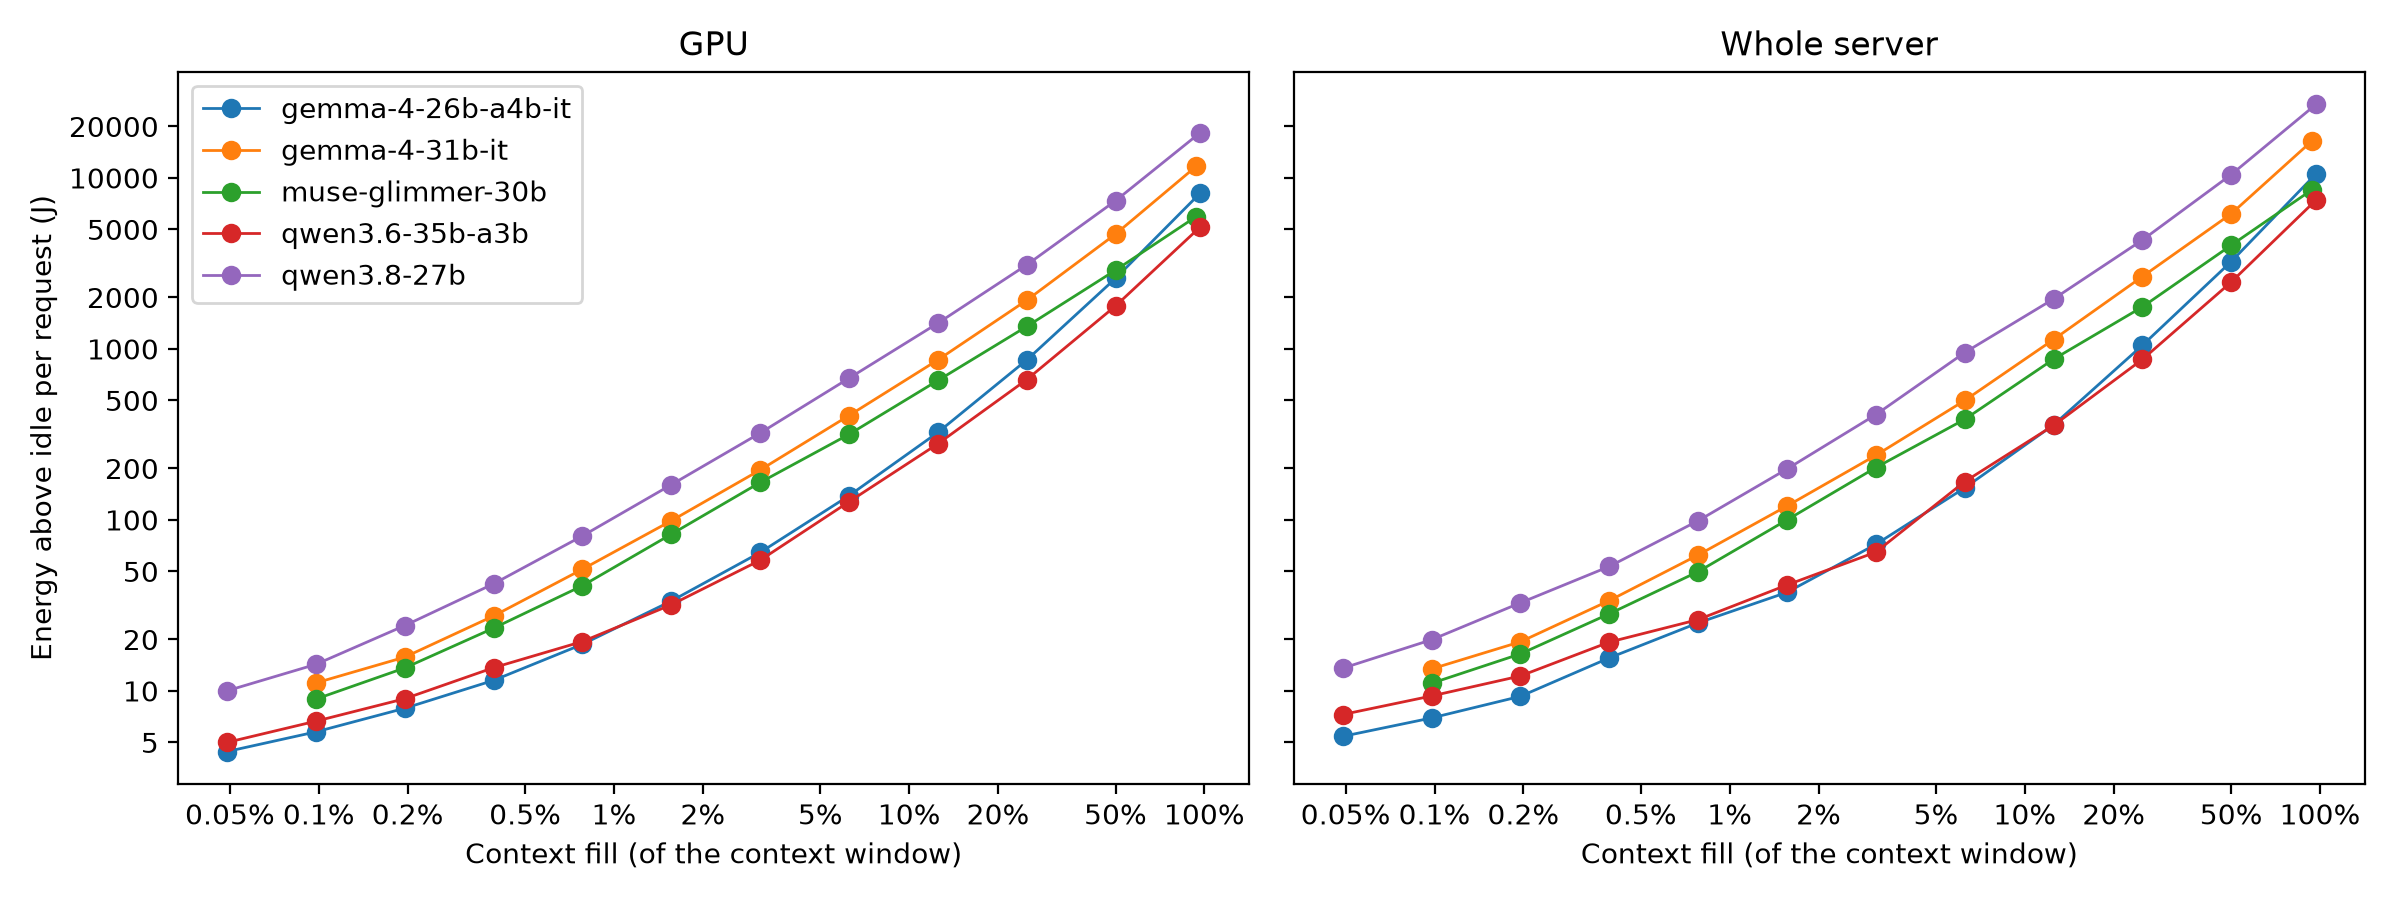 GPU
Whole server
gemma-4-26b-a4b-it
gemma-4-31b-it
muse-glimmer-30b
qwen3.6-35b-a3b
qwen3.8-27b
Energy above idle per request (J)
20000
10000
5000
2000
1000
500
200
100
50
20
10
5
0.05% 0.1% 0.2% 0.5% 1% 2% 5% 10% 20% 50% 100%
0.05% 0.1% 0.2% 0.5% 1% 2% 5% 10% 20% 50% 100%
Context fill (of the context window)
Context fill (of the context window)